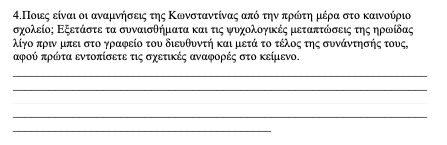 4.Ποιες είναι οι αναμνήσεις της Κωνσταντίνας από την πρώτη μέρα στο καινούριο
σχολείο; Εξετάστε τα συναισθήματα και τις ψυχολογικές μεταπτώσεις της ηρωίδας
λίγο πριν μπει στο γραφείο του διευθυντή και μετά το τέλος της συνάντησής τους,
αφού πρώτα εντοπίσετε τις σχετικές αναφορές στο κείμενο.